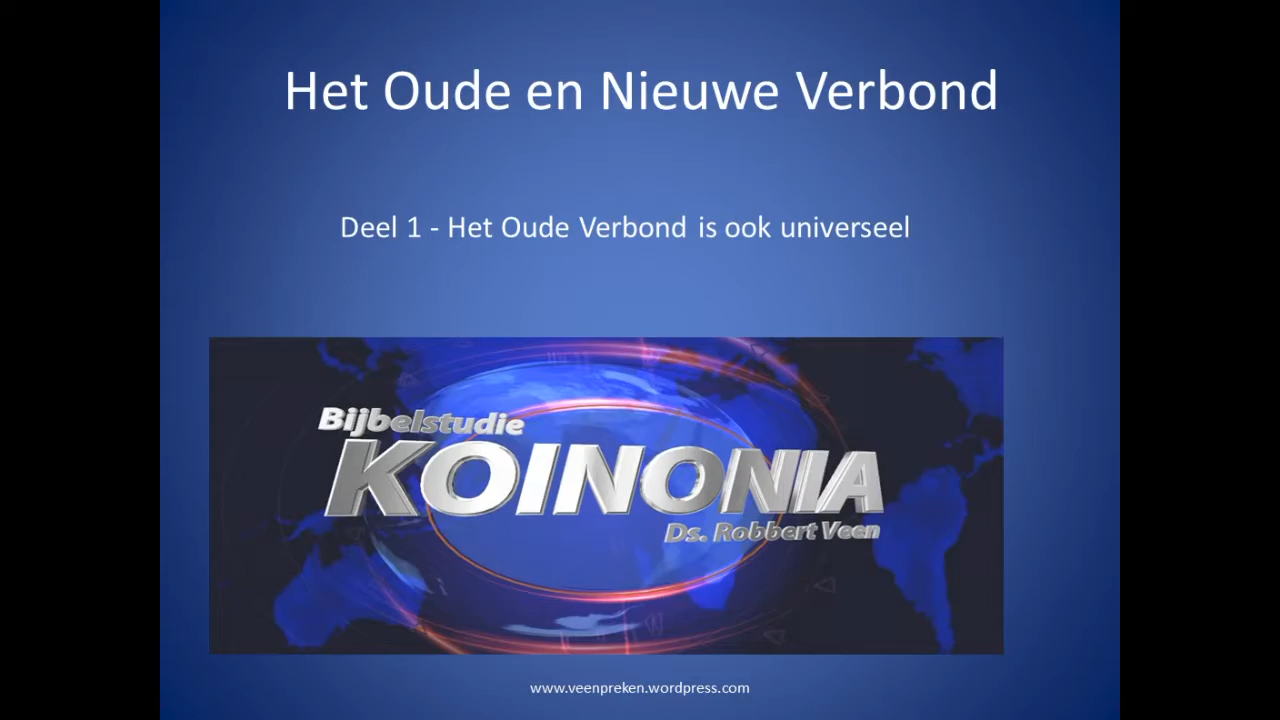 Het Oude en Nieuwe Verbond
Deel 1 - Het Oude Verbond is ook universeel
Bijbelstudie
KOINONIA
Ds. Robbert Veen
www.veenpreken.wordpress.com